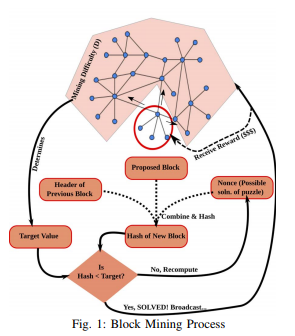 Mining Difficulty (D)
Determines
Receive Reward ($$$)
Proposed Block
Header of
Previous Block
Nonce (Possible
soln. of puzzle)
Combine & Hash
Target Value
Hash of New Block
Is
Hash < Target?
No, Recompute
Yes, SOLVED! Broadcast...
Fig. 1: Block Mining Process